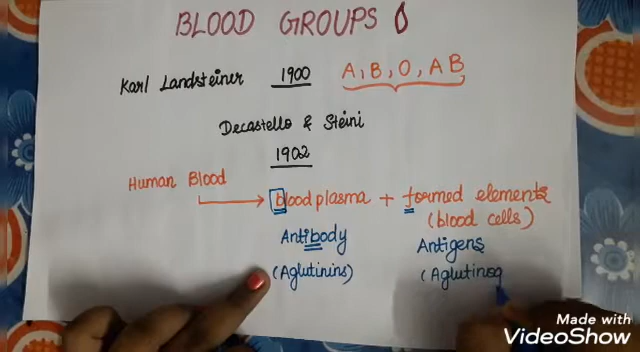 BLOOD GROUPS
Karl Landsteiner 1900 A, B, O, AB
Decastello & Steini
1902
Human Blood
blood plasma + formed elements
(blood cells)
Antibody Antigens
(Aglutinins) (Aglutinog
Made with
VideoShow